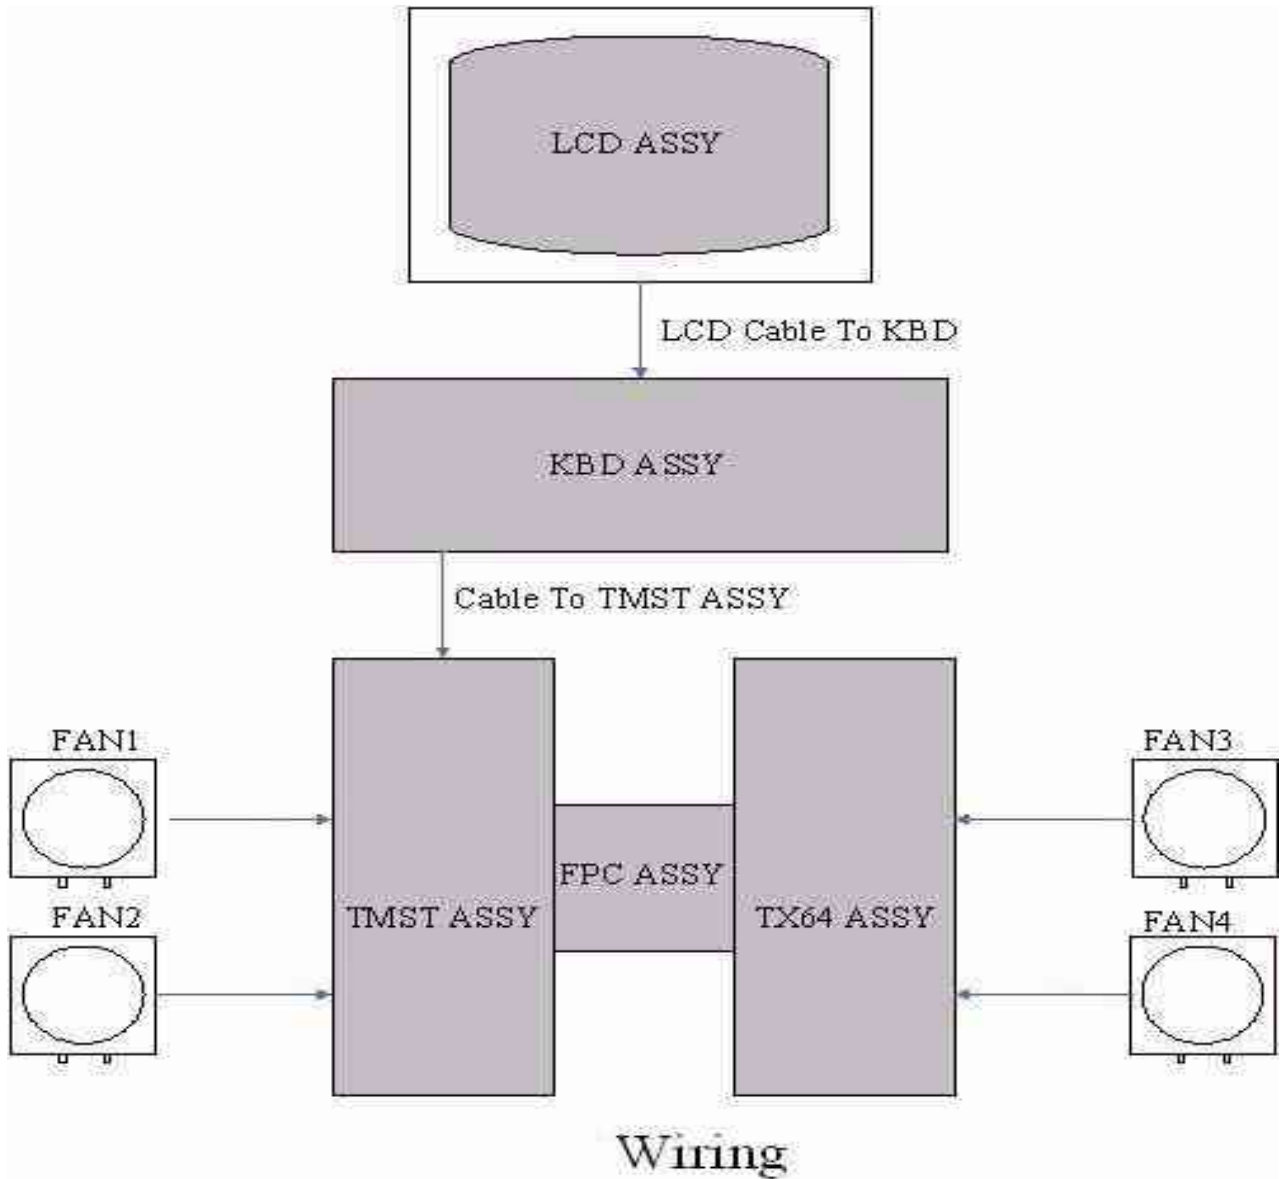 LCD ASSY
LCD Cable To KBD
KBD ASSY
Cable To TMST ASSY
FAN1
FAN3
FPC ASSY
TMST ASSY
TX64 ASSY
FAN2
FAN4
Wiring